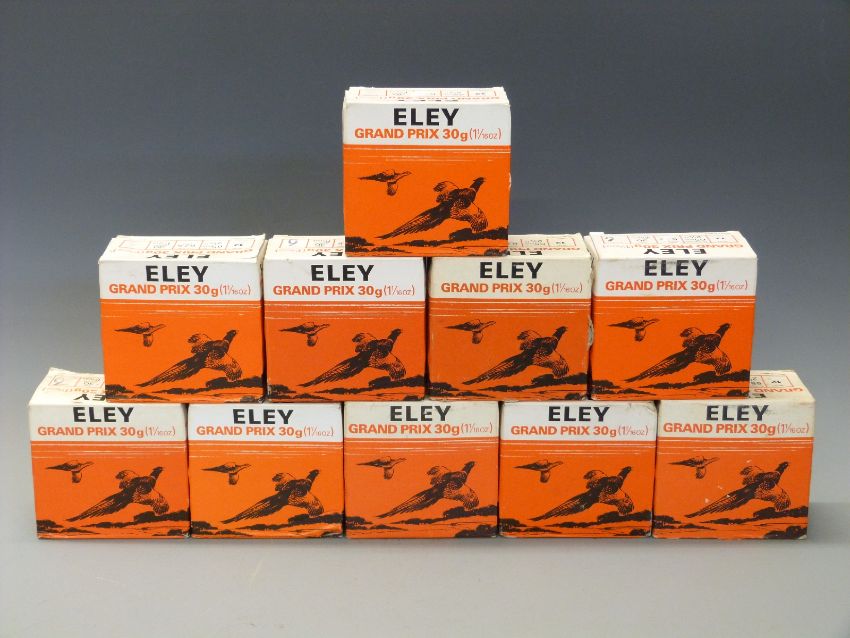 ELEY
GRAND PRIX 30g (1 1/16 oz)
ELEY
GRAND PRIX 30g (1 1/16 oz)
ELEY
GRAND PRIX 30g (1 1/16 oz)
ELEY
GRAND PRIX 30g (1 1/16 oz)
ELEY
GRAND PRIX 30g (1 1/16 oz)
ELEY
GRAND PRIX 30g (1 1/16 oz)
ELEY
GRAND PRIX 30g (1 1/16 oz)
ELEY
GRAND PRIX 30g (1 1/16 oz)
ELEY
GRAND PRIX 30g (1 1/16 oz)
ELEY
GRAND PRIX 30g (1 1/16 oz)